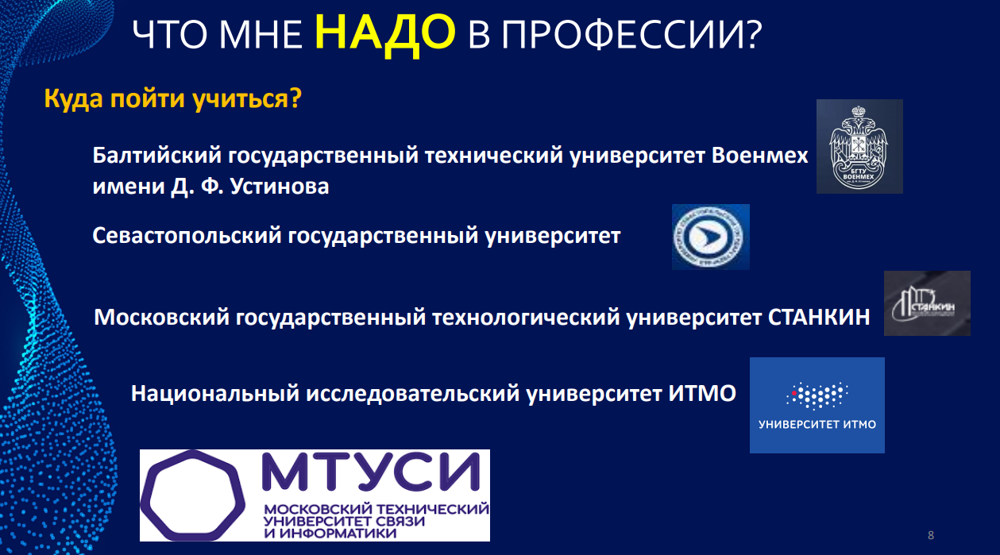 ЧТО МНЕ НАДО В ПРОФЕССИИ?
Куда пойти учиться?
Балтийский государственный технический университет Военмех
имени Д. Ф. Устинова
БГТУ
ВОЕНМЕХ
Севастопольский государственный университет
Московский государственный технологический университет СТАНКИН
СТАНКИН
Национальный исследовательский университет ИТМО
УНИВЕРСИТЕТ ИТМО
МТУСИ
МОСКОВСКИЙ ТЕХНИЧЕСКИЙ
УНИВЕРСИТЕТ СВЯЗИ
И ИНФОРМАТИКИ
8